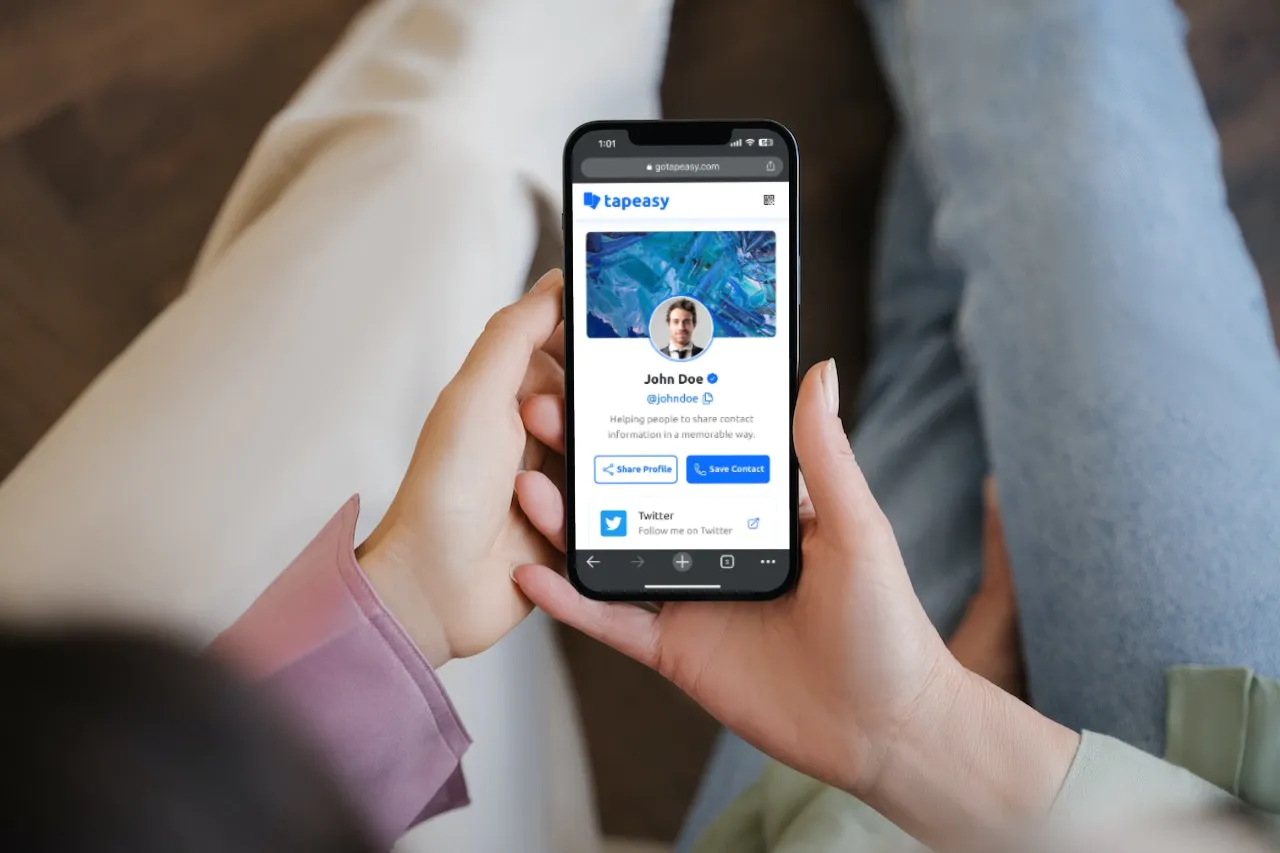 1:01
gotapeasy.com
tapeasy
John Doe
@johndoe
Helping people to share contact
information in a memorable way.
Share Profile
Save Contact
Twitter
Follow me on Twitter